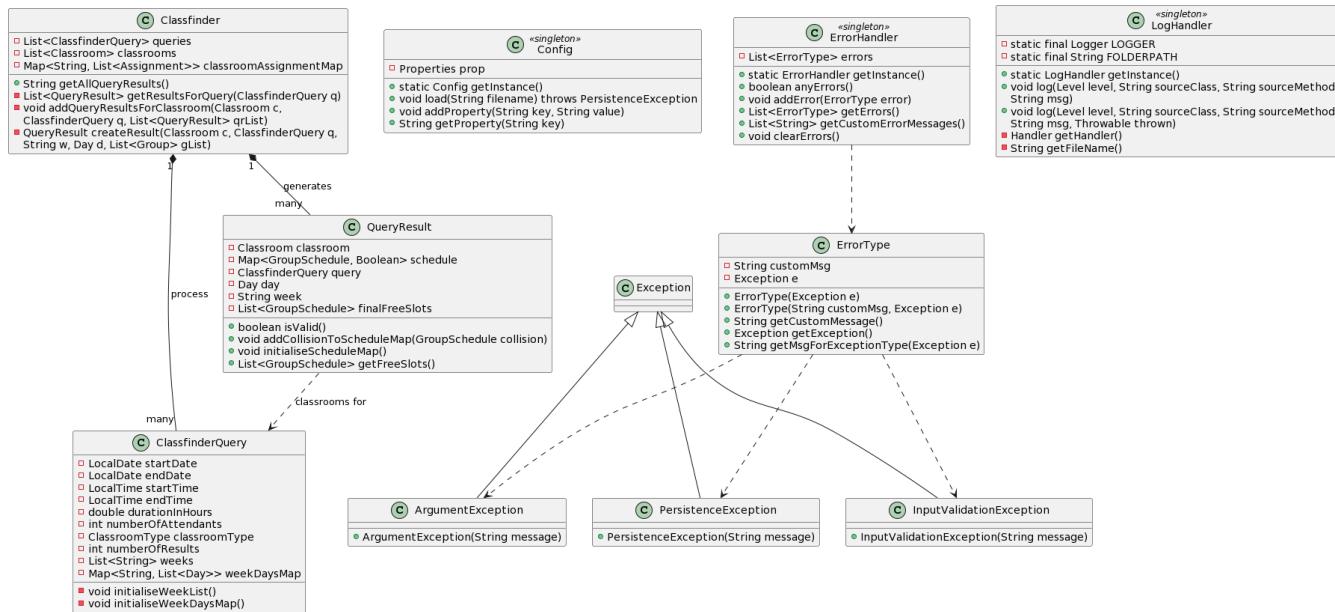 C Classfinder
List<ClassfinderQuery> queries
List<Classroom> classrooms
Map<String, List<Assignment>> classroomAssignmentMap
String getAllQueryResults()
List<QueryResult> getResultsForQuery(ClassfinderQuery q)
void addQueryResultsForClassroom(Classroom c,
ClassfinderQuery q, List<QueryResult> qrList)
QueryResult createResult(Classroom c, ClassfinderQuery q,
String w, Day d, List<Group> gList)
C «singleton»
Config
Properties prop
static Config getInstance()
void load(String filename) throws PersistenceException
void addProperty(String key, String value)
String getProperty(String key)
C «singleton»
ErrorHandler
List<ErrorType> errors
static ErrorHandler getInstance()
boolean anyErrors()
void addError(ErrorType error)
List<ErrorType> getErrors()
List<String> getCustomErrorMessages()
void clearErrors()
C «singleton»
LogHandler
static final Logger LOGGER
static final String FOLDERPATH
static LogHandler getInstance()
void log(Level level, String sourceClass, String sourceMethod
String msg)
void log(Level level, String sourceClass, String sourceMethod
String msg, Throwable thrown)
Handler getHandler()
String getFileName()
1
1
generates
many
process
many
C QueryResult
Classroom classroom
Map<GroupSchedule, Boolean> schedule
ClassfinderQuery query
Day day
String week
List<GroupSchedule> finalFreeSlots
boolean isValid()
void addCollisionToScheduleMap(GroupSchedule collision)
void initialiseScheduleMap()
List<GroupSchedule> getFreeSlots()
classrooms for
C Exception
C ErrorType
String customMsg
Exception e
ErrorType(Exception e)
ErrorType(String customMsg, Exception e)
String getCustomMessage()
Exception getException()
String getMsgForExceptionType(Exception e)
C ClassfinderQuery
LocalDate startDate
LocalDate endDate
LocalTime startTime
LocalTime endTime
double durationInHours
int numberOfAttendants
ClassroomType classroomType
int numberOfResults
List<String> weeks
Map<String, List<Day>> weekDaysMap
void initialiseWeekList()
void initialiseWeekDaysMap()
C ArgumentException
ArgumentException(String message)
C PersistenceException
PersistenceException(String message)
C InputValidationException
InputValidationException(String message)